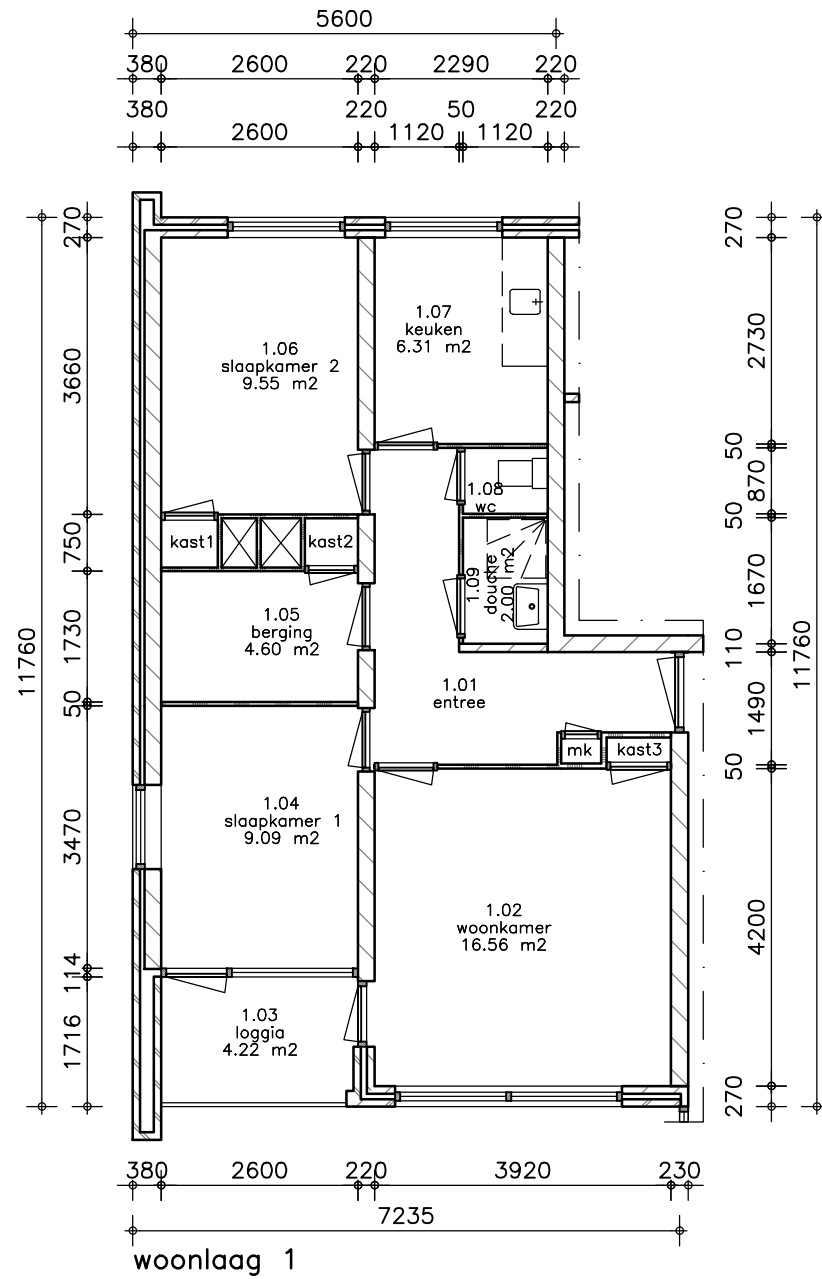 5600
380 2600 220 2290 220
380 220 50 220
2600 1120 1120
270
3660
750
1730
50
3470
114
1716
11760
270
2730
50
870
50
1670
110
1490
50
4200
270
11760
1.07
keuken
6.31 m2
1.06
slaapkamer 2
9.55 m2
1.08
wc
kast1
kast2
1.09
douche
2.00 m2
1.05
berging
4.60 m2
1.01
entree
mk
kast3
1.04
slaapkamer 1
9.09 m2
1.02
woonkamer
16.56 m2
1.03
loggia
4.22 m2
380 2600 220 3920 230
7235
woonlaag 1